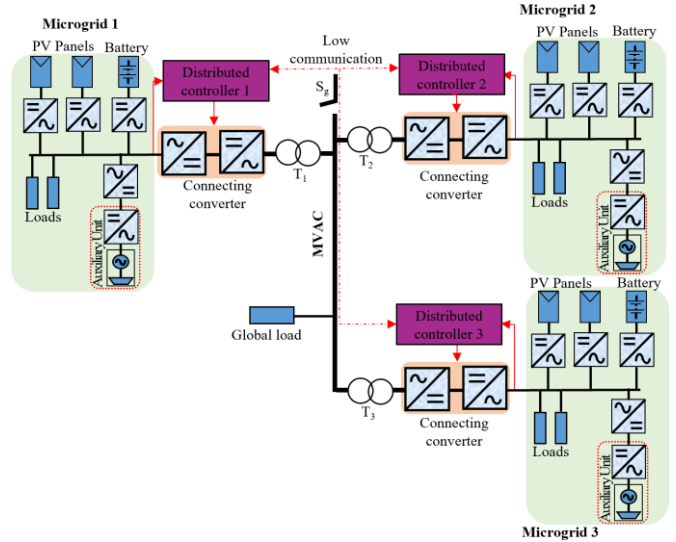 Microgrid 1
PV Panels
Battery
Loads
Auxiliary Unit
Distributed
controller 1
Connecting
converter
T1
Low
communication
Sg
Microgrid 2
PV Panels
Battery
Distributed
controller 2
T2
Connecting
converter
Loads
Auxiliary Unit
MVAC
Global load
PV Panels
Battery
Distributed
controller 3
T3
Connecting
converter
Loads
Auxiliary Unit
Microgrid 3